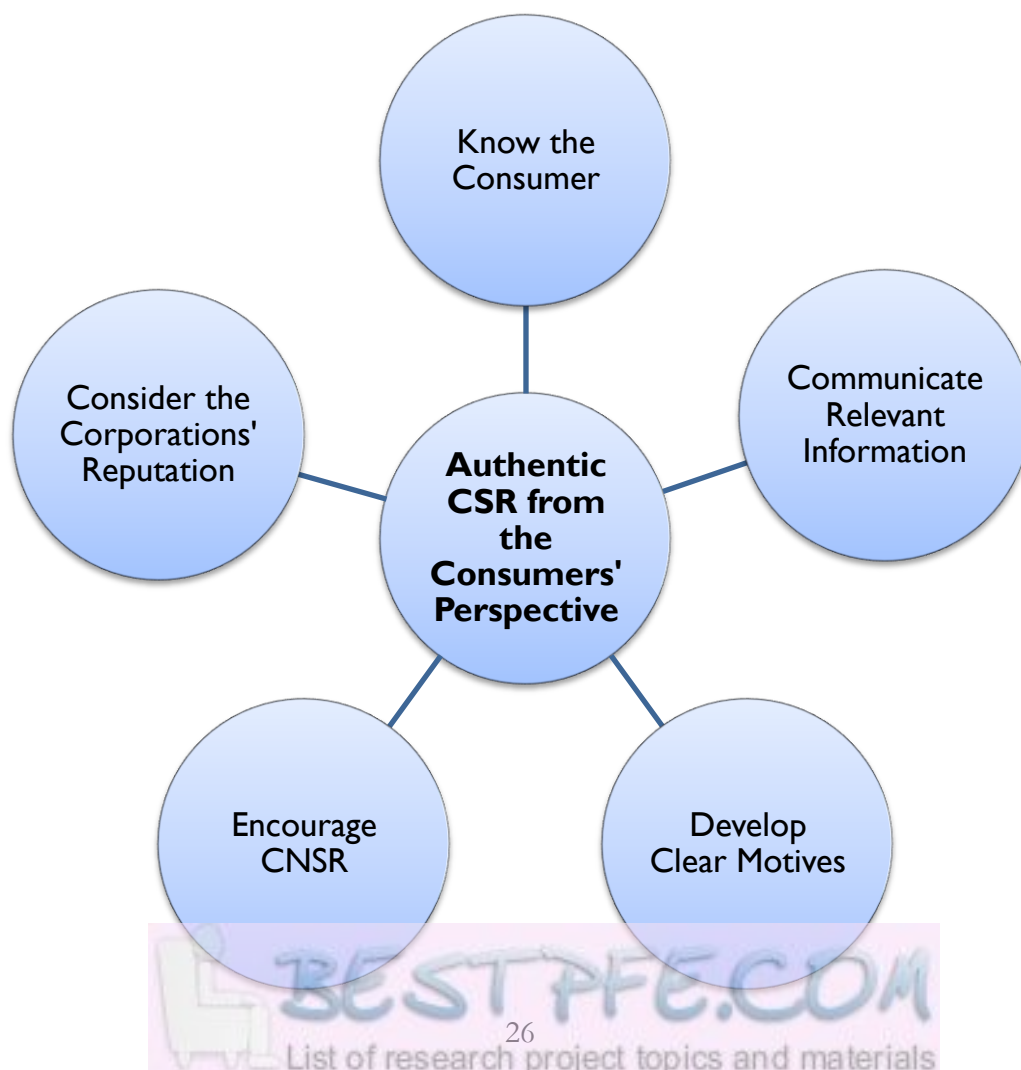 Know the
Consumer
Communicate
Relevant
Information
Consider the
Corporations'
Reputation
Authentic
CSR from
the
Consumers'
Perspective
Encourage
CNSR
Develop
Clear Motives
BESTPFE.COM
26
List of research project topics and materials